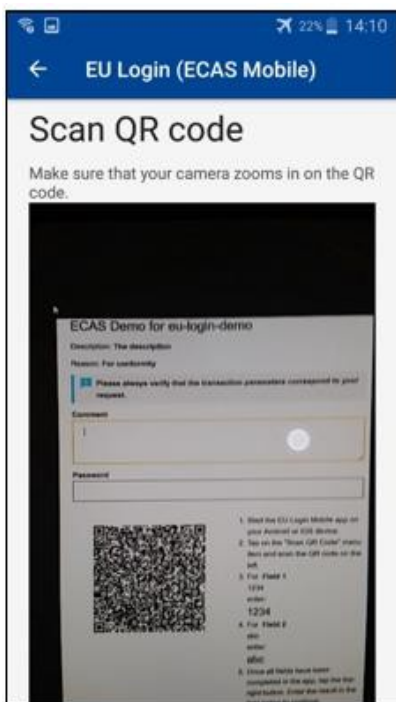 22% 14:10
EU Login (ECAS Mobile)
Scan QR code
Make sure that your camera zooms in on the QR
code.
ECAS Demo for eu-login-demo
Description: The description
Reason: For conformity
Please always verify that the transaction parameters correspond to your
request.
Comment
Password
1. Start the EU Login Mobile app on
your Android or iOS device.
2. Tap on the "Scan QR Code" menu
item and scan the QR code on the
left.
3. For Field 1
1234
enter:
1234
4. For Field 2
abc
enter:
abc
5. Once all fields have been
completed in the app, tap the top
right button. Enter the result in the